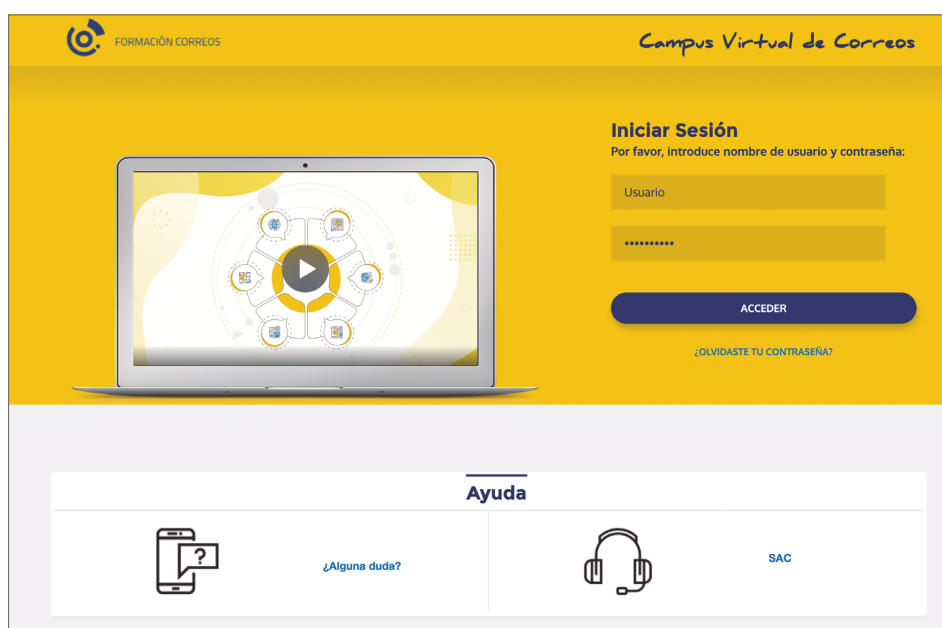 FORMACIÓN CORREOS
Campus Virtual de Correos
Iniciar Sesión
Por favor, introduce nombre de usuario y contraseña:
Usuario
••••••••••
ACCEDER
¿OLVIDASTE TU CONTRASEÑA?
Ayuda
?
¿Alguna duda?
SAC